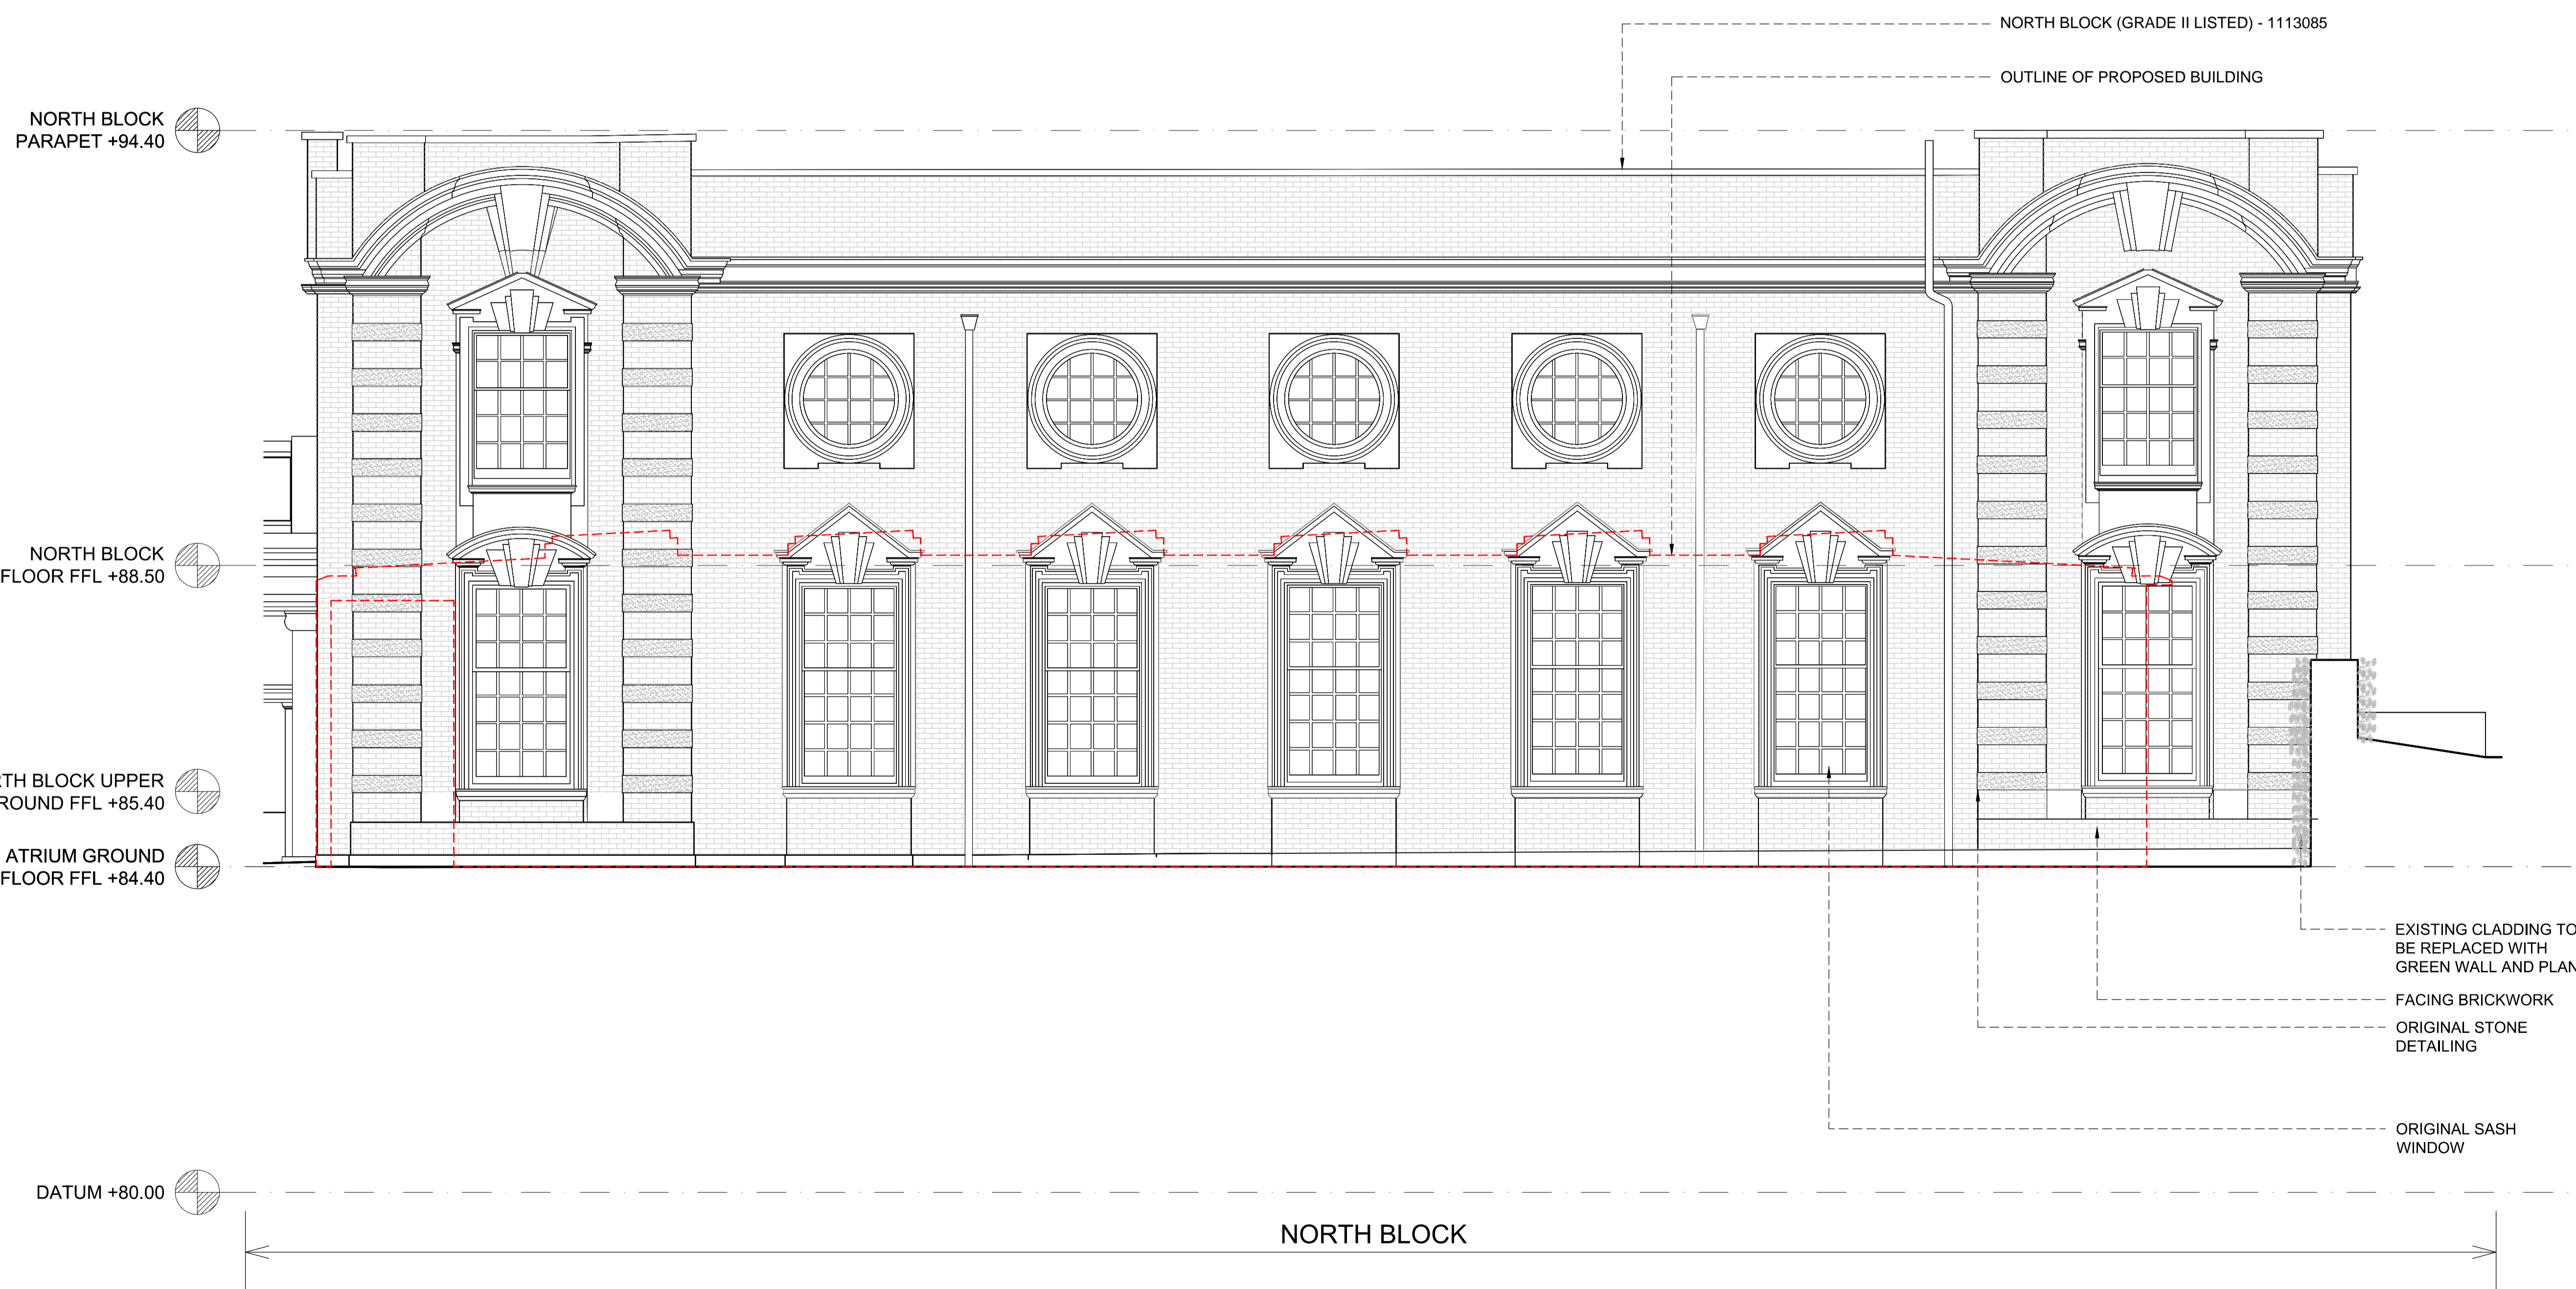 NORTH BLOCK (GRADE II LISTED) - 1113085
OUTLINE OF PROPOSED BUILDING
NORTH BLOCK
PARAPET +94.40
NORTH BLOCK
FLOOR FFL +88.50
RTH BLOCK UPPER
ROUND FFL +85.40
ATRIUM GROUND
FLOOR FFL +84.40
EXISTING CLADDING TO
BE REPLACED WITH
GREEN WALL AND PLAN
FACING BRICKWORK
ORIGINAL STONE
DETAILING
ORIGINAL SASH
WINDOW
DATUM +80.00
NORTH BLOCK